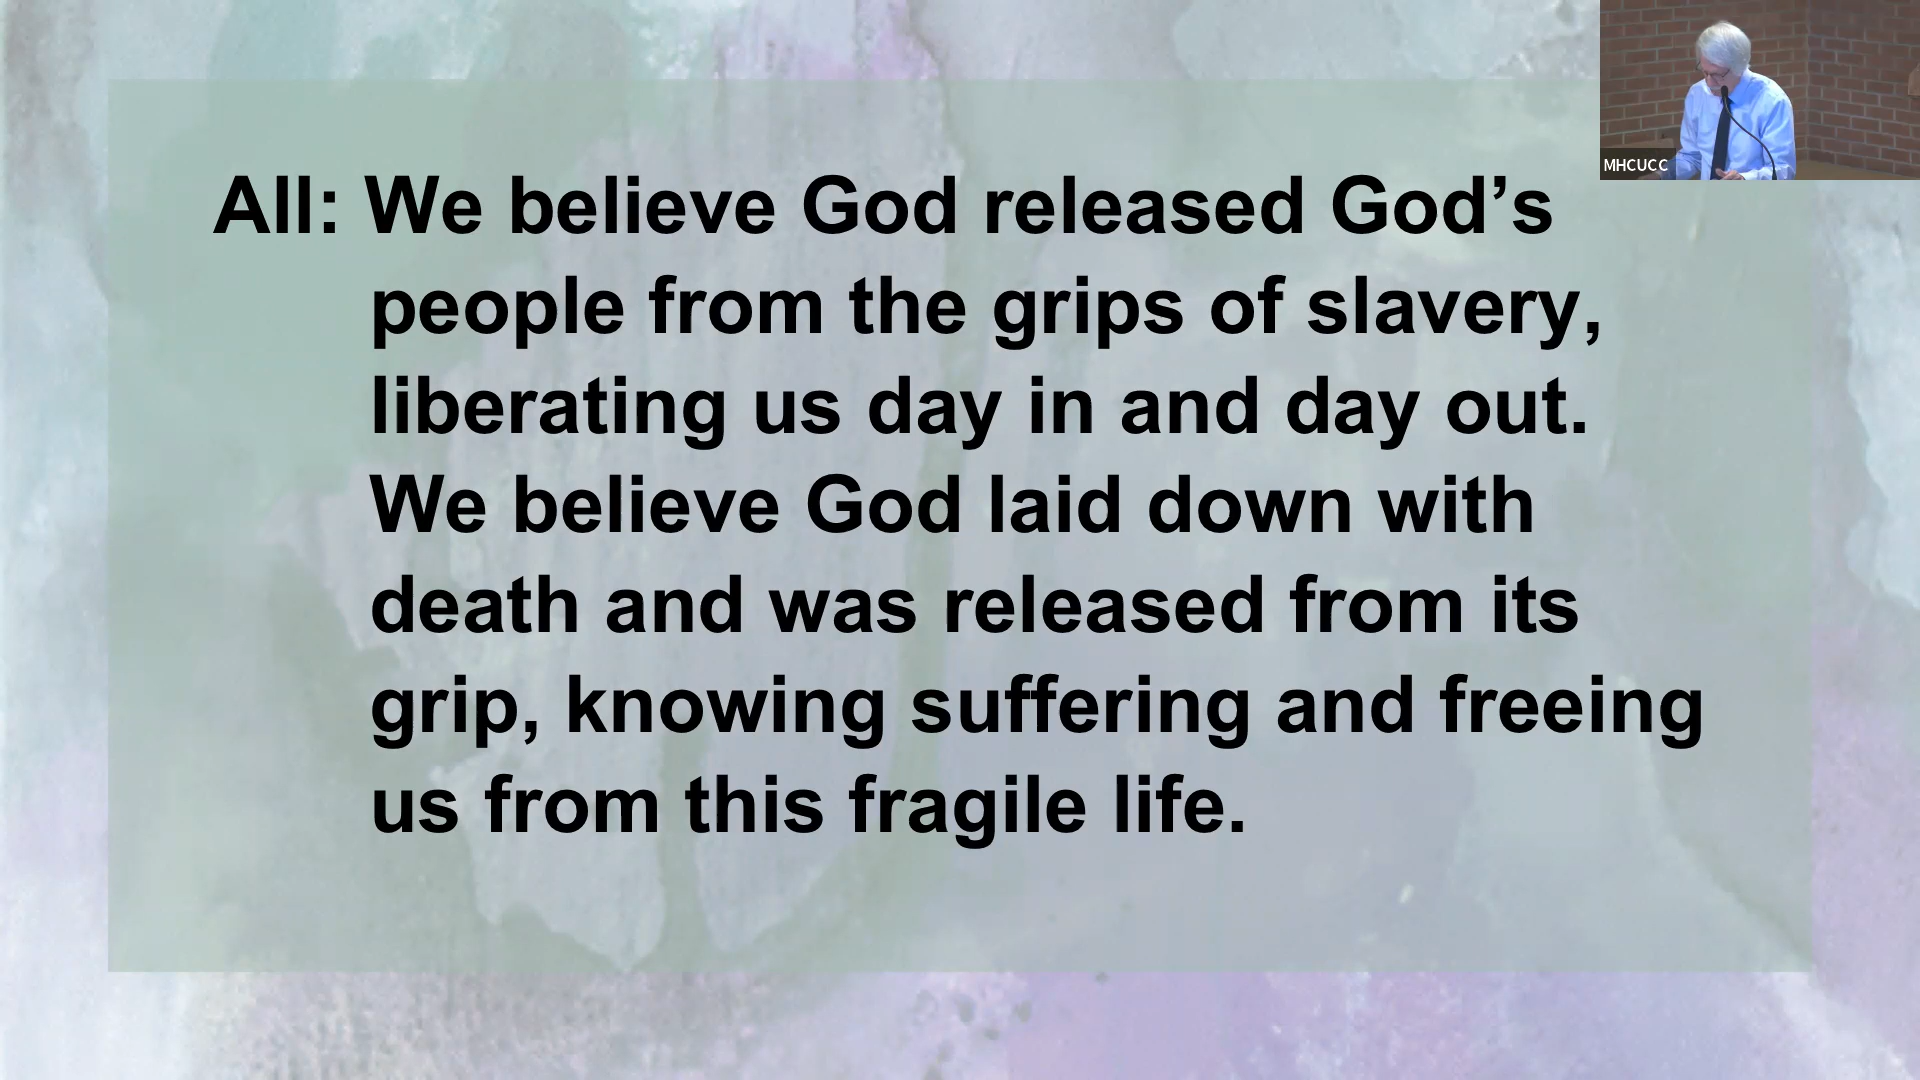 All: We believe God released God’s
people from the grips of slavery,
liberating us day in and day out.
We believe God laid down with
death and was released from its
grip, knowing suffering and freeing
us from this fragile life.
MHCUCC